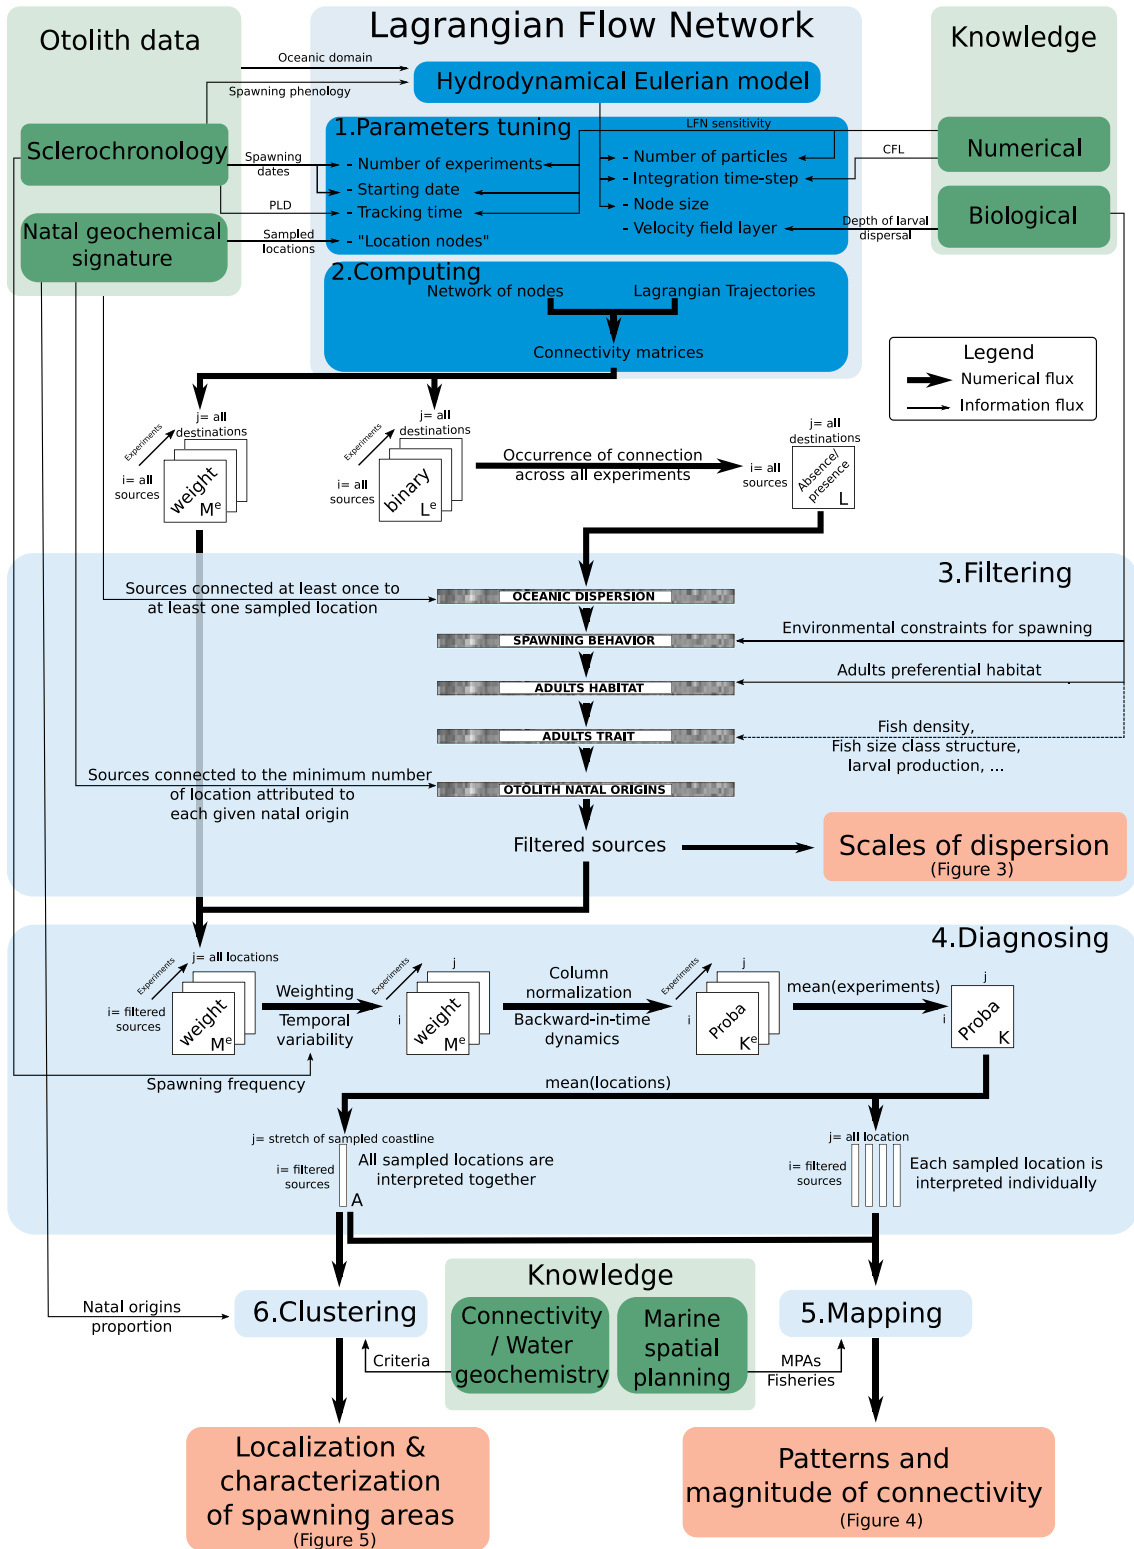 Otolith data
Lagrangian Flow Network
Knowledge
Oceanic domain
Hydrodynamical Eulerian model
Spawning phenology
1.Parameters tuning
LFN sensitivity
Sclerochronology
Spawning
dates
- Number of experiments
- Starting date
PLD
- Tracking time
- Number of particles
- Integration time-step
CFL
Numerical
- Node size
- Velocity field layer
Depth of larval
dispersal
Biological
Natal geochemical
signature
Sampled
locations
- "Location nodes"
2.Computing
Network of nodes
Lagrangian Trajectories
Connectivity matrices
Legend
Numerical flux
Information flux
j= all
destinations
Experiments
i= all
sources
weight
Me
j= all
destinations
Experiments
i= all
sources
binary
Le
Occurrence of connection
across all experiments
j= all
destinations
i= all
sources
Absence/
presence
L
3.Filtering
Sources connected at least once to
at least one sampled location
OCEANIC DISPERSION
SPAWNING BEHAVIOR
Environmental constraints for spawning
ADULTS HABITAT
Adults preferential habitat
ADULTS TRAIT
Fish density,
Fish size class structure,
larval production, ...
Sources connected to the minimum number
of location attributed to
each given natal origin
OTOLITH NATAL ORIGINS
Filtered sources
Scales of dispersion
(Figure 3)
4.Diagnosing
j= all locations
Experiments
i= filtered
sources
weight
Me
Weighting
Temporal
variability
Spawning frequency
Experiments
j
i
weight
Me
Column
normalization
Backward-in-time
dynamics
Experiments
j
i
Proba
Ke
mean(experiments)
j
i
Proba
K
mean(locations)
j= stretch of sampled coastline
i= filtered
sources
A
All sampled locations are
interpreted together
j= all location
i= filtered
sources
Each sampled location is
interpreted individually
Natal origins
proportion
6.Clustering
Knowledge
5.Mapping
Criteria
Connectivity
/ Water
geochemistry
Marine
spatial
planning
MPAs
Fisheries
Localization &
characterization
of spawning areas
(Figure 5)
Patterns and
magnitude of connectivity
(Figure 4)